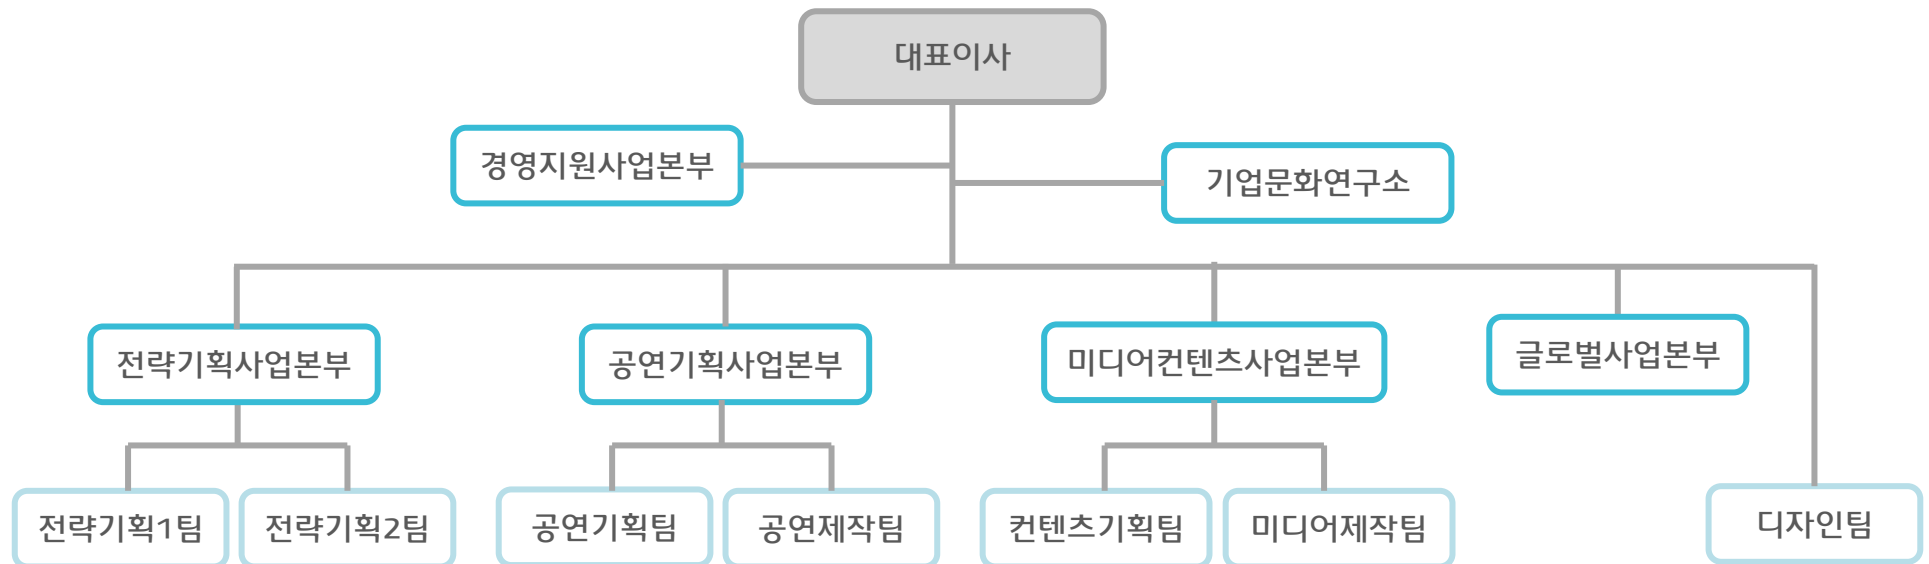 대표이사
경영지원사업본부
기업문화연구소
전략기획사업본부
공연기획사업본부
미디어컨텐츠사업본부
글로벌사업본부
전략기획1팀
전략기획2팀
공연기획팀
공연제작팀
컨텐츠기획팀
미디어제작팀
디자인팀